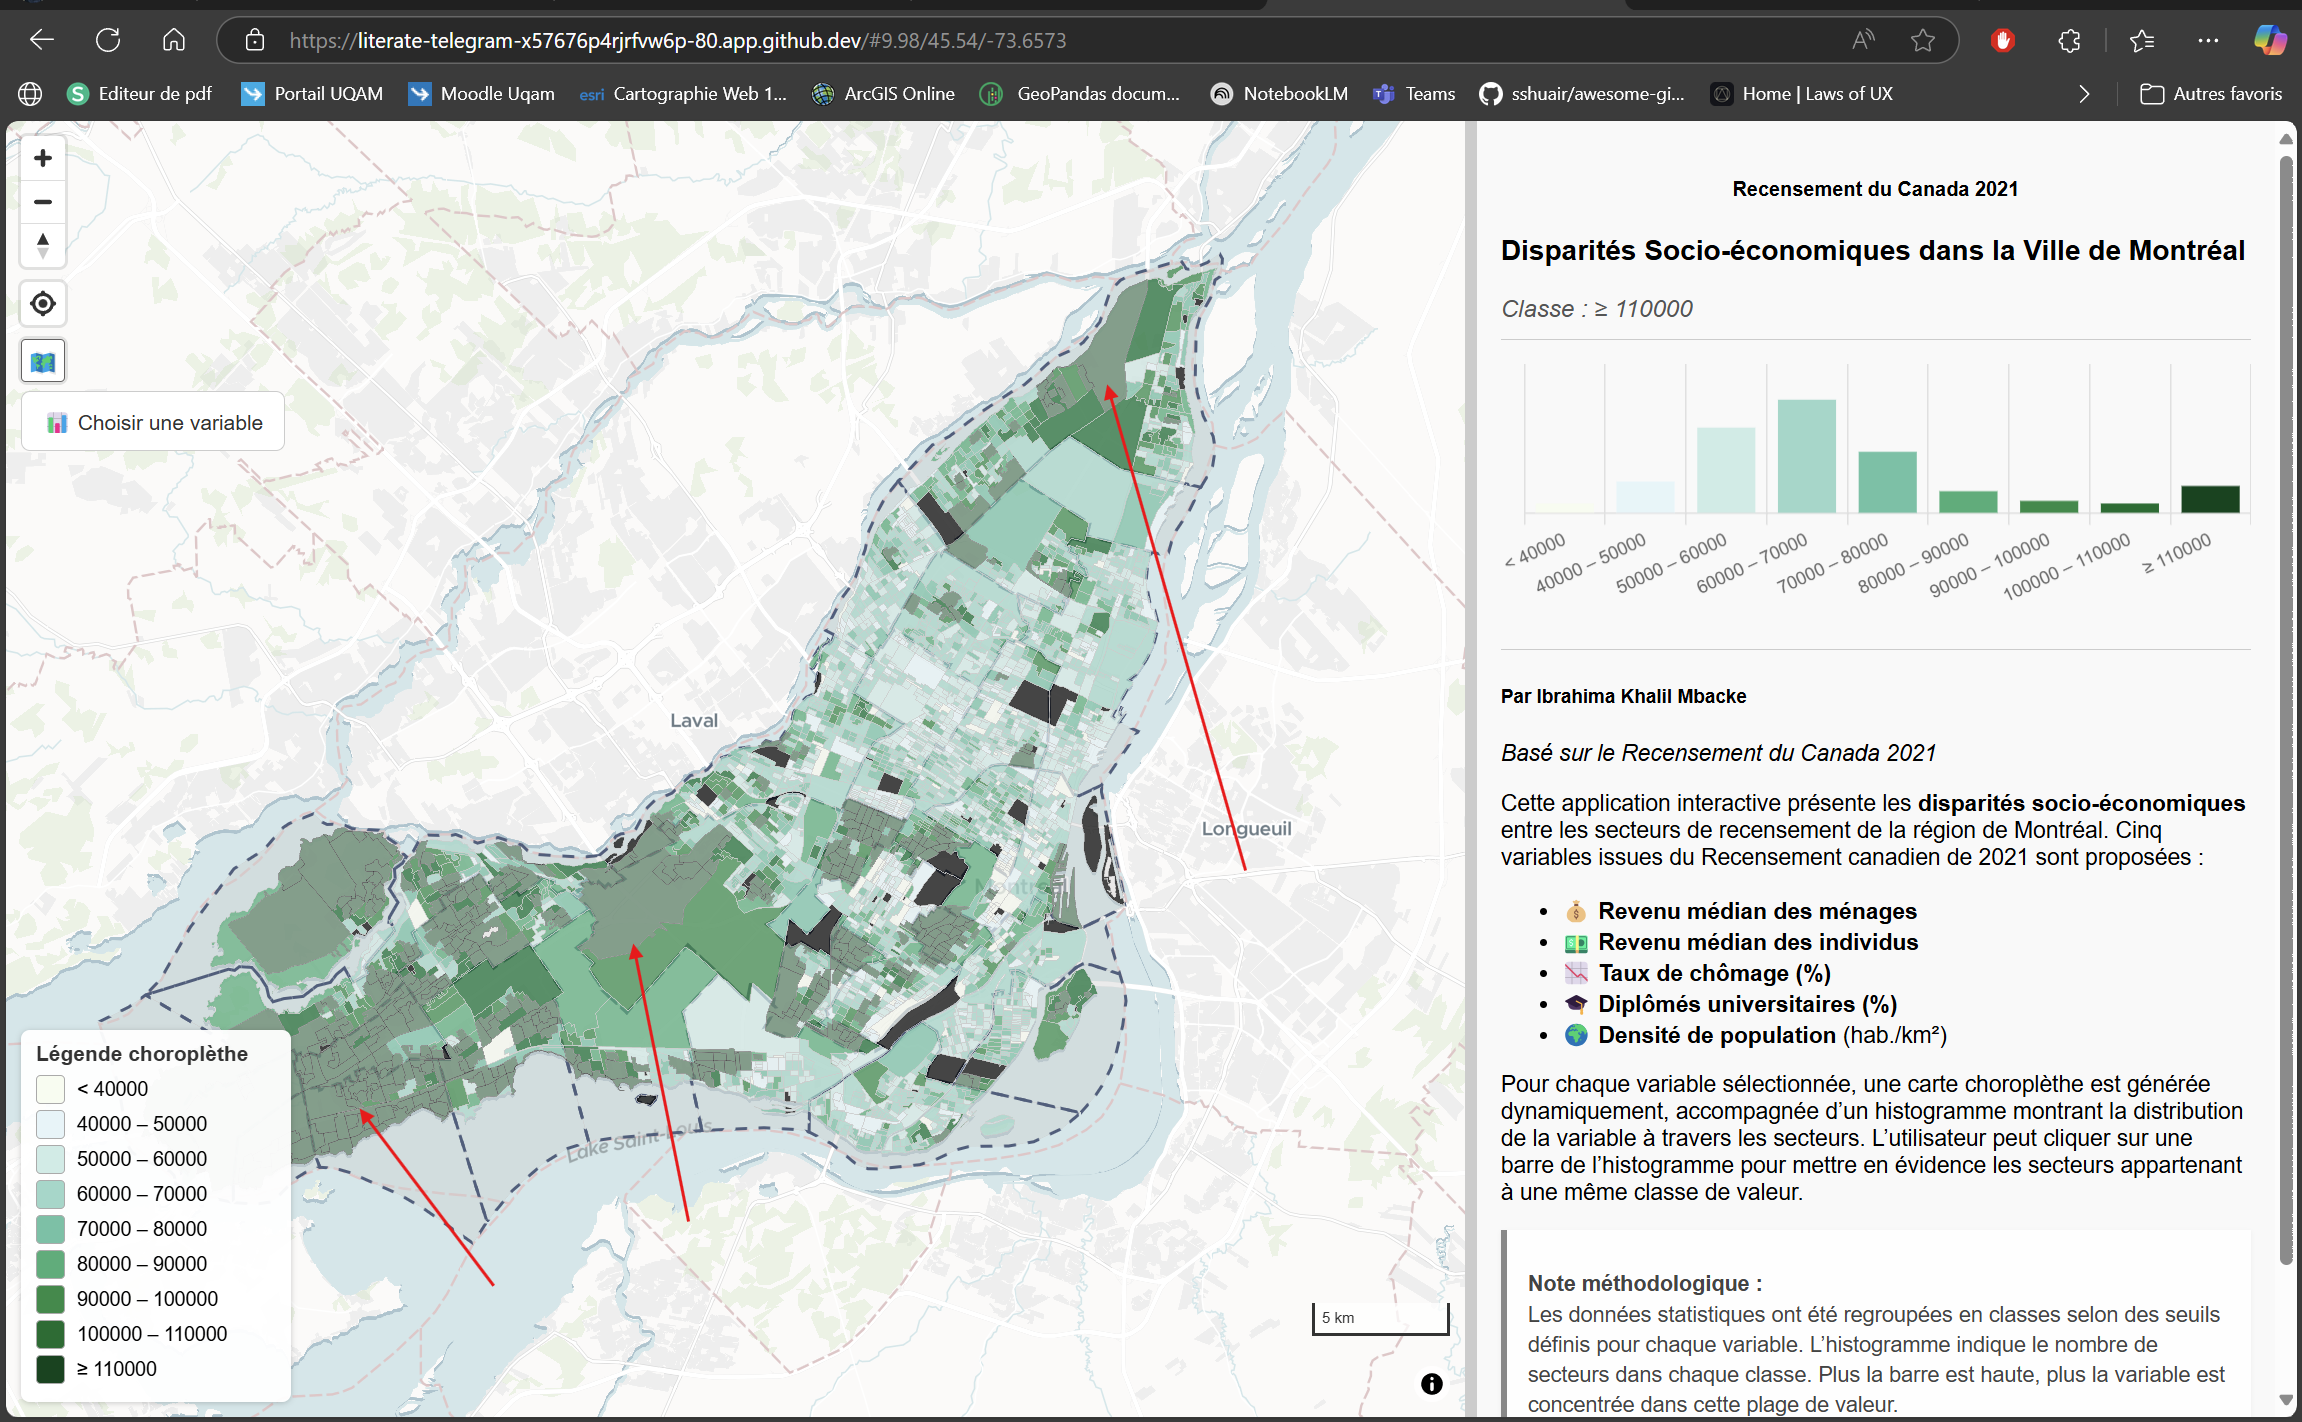 https://literate-telegram-x57676p4rjrfvw6p-80.app.github.dev/#9.98/45.54/-73.6573
Editeur de pdf
Portail UQAM
Moodle Uqam
esri Cartographie Web 1...
ArcGIS Online
GeoPandas docum...
NotebookLM
Teams
sshuair/awesome-gi...
Home | Laws of UX
Autres favoris
Choisir une variable
Laval
Longueuil
Montréal
Lake Saint-Louis
5 km
Légende choroplèthe
< 40000
40000 – 50000
50000 – 60000
60000 – 70000
70000 – 80000
80000 – 90000
90000 – 100000
100000 – 110000
≥ 110000
Recensement du Canada 2021
Disparités Socio-économiques dans la Ville de Montréal
Classe : ≥ 110000
< 40000
40000 – 50000
50000 – 60000
60000 – 70000
70000 – 80000
80000 – 90000
90000 – 100000
100000 – 110000
≥ 110000
Par Ibrahima Khalil Mbacke
Basé sur le Recensement du Canada 2021
Cette application interactive présente les disparités socio-économiques
entre les secteurs de recensement de la région de Montréal. Cinq
variables issues du Recensement canadien de 2021 sont proposées :
• Revenu médian des ménages
• Revenu médian des individus
• Taux de chômage (%)
• Diplômés universitaires (%)
• Densité de population (hab./km²)
Pour chaque variable sélectionnée, une carte choroplèthe est générée
dynamiquement, accompagnée d’un histogramme montrant la distribution
de la variable à travers les secteurs. L’utilisateur peut cliquer sur une
barre de l’histogramme pour mettre en évidence les secteurs appartenant
à une même classe de valeur.
Note méthodologique :
Les données statistiques ont été regroupées en classes selon des seuils
définis pour chaque variable. L’histogramme indique le nombre de
secteurs dans chaque classe. Plus la barre est haute, plus la variable est
concentrée dans cette plage de valeur.